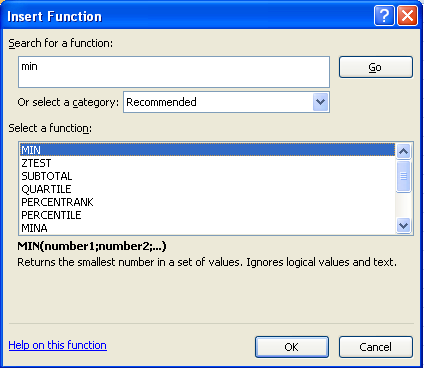 Insert Function
Search for a function:
min
Go
Or select a category: Recommended
Select a function:
MIN
ZTEST
SUBTOTAL
QUARTILE
PERCENTRANK
PERCENTILE
MINA
MIN(number1;number2;...)
Returns the smallest number in a set of values. Ignores logical values and text.
Help on this function
OK
Cancel